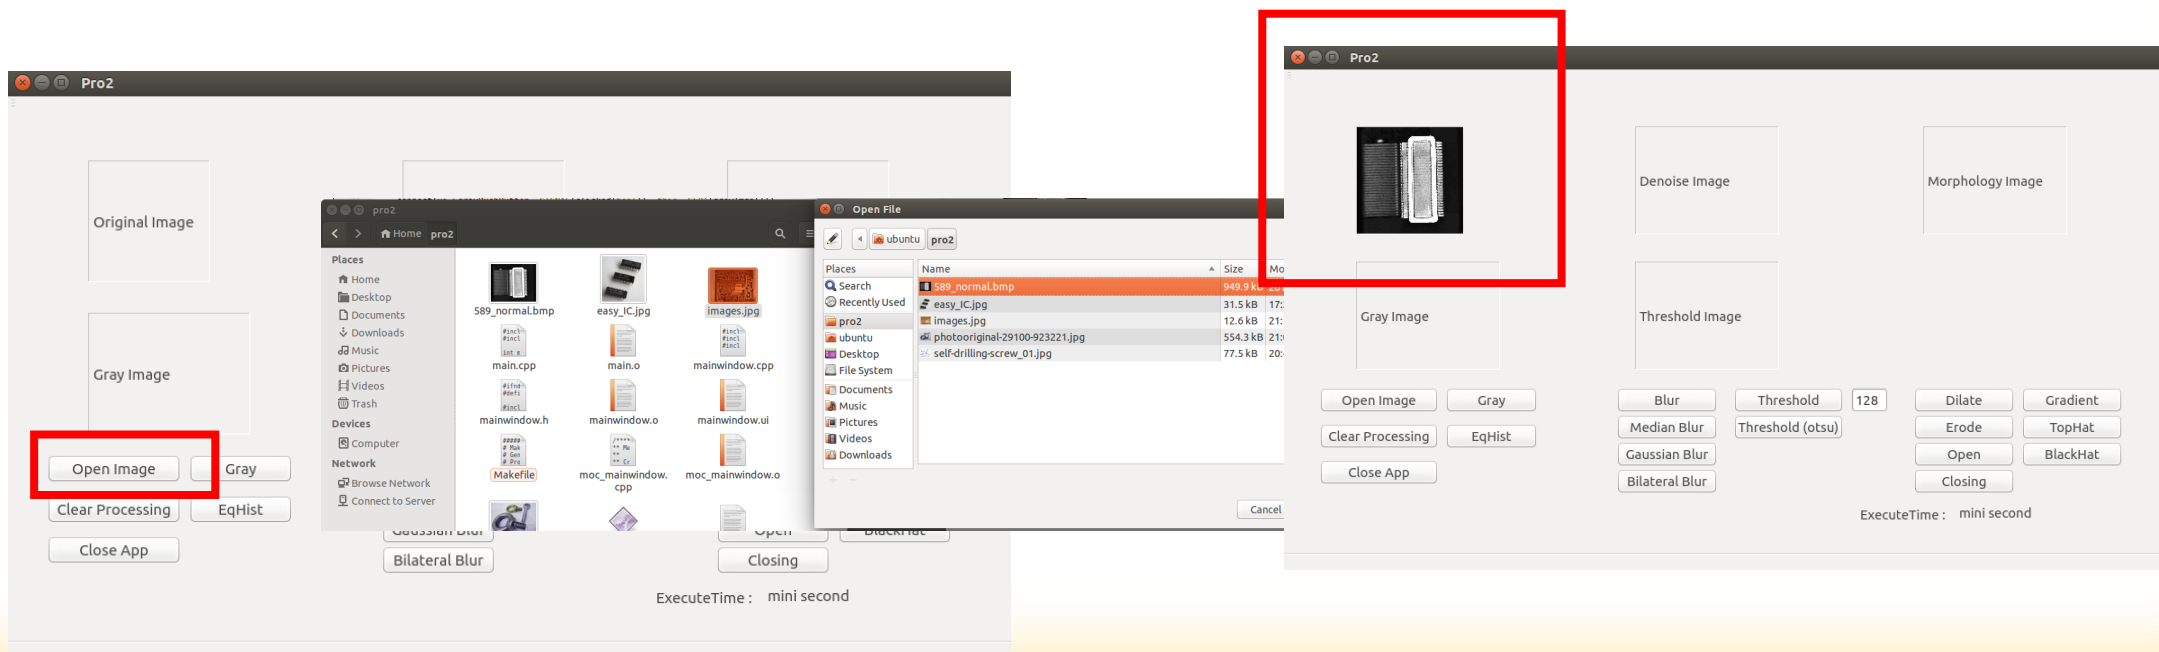 Pro2
Original Image
Gray Image
Open Image
Gray
Clear Processing
EqHist
Close App
Bilateral Blur
Closing
ExecuteTime :
mini second
pro2
Home
pro2
Places
Home
Desktop
Documents
Downloads
Music
Pictures
Videos
Trash
Devices
Computer
Network
Browse Network
Connect to Server
589_normal.bmp
easy_IC.jpg
images.jpg
main.cpp
main.o
mainwindow.cpp
mainwindow.h
mainwindow.o
mainwindow.ui
Makefile
moc_mainwindow.
cpp
moc_mainwindow.o
Open File
ubuntu
pro2
Places
Search
Recently Used
pro2
ubuntu
Desktop
File System
Documents
Music
Pictures
Videos
Downloads
Name
Size
Mo
589_normal.bmp
949.9 kB
easy_IC.jpg
31.5 kB
17:
images.jpg
12.6 kB
21:
photooriginal-29100-923221.jpg
554.3 kB
self-drilling-screw_01.jpg
77.5 kB
20:
Cancel
Pro2
Denoise Image
Morphology Image
Gray Image
Threshold Image
Open Image
Gray
Clear Processing
EqHist
Close App
Blur
Threshold
128
Median Blur
Threshold (otsu)
Gaussian Blur
Bilateral Blur
Dilate
Gradient
Erode
TopHat
Open
BlackHat
Closing
ExecuteTime :
mini second